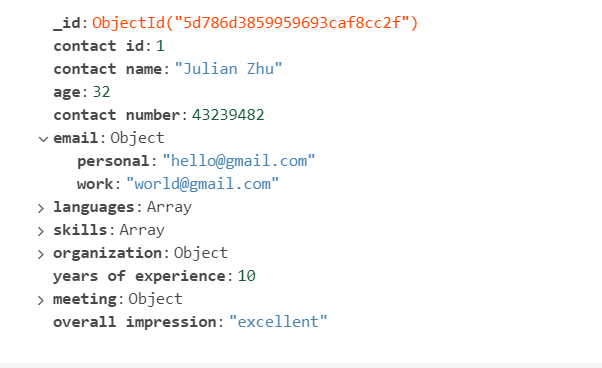 _id: ObjectId("5d786d3859959693caf8cc2f")
contact id: 1
contact name: "Julian Zhu"
age: 32
contact number: 43239482
email: Object
personal: "hello@gmail.com"
work: "world@gmail.com"
languages: Array
skills: Array
organization: Object
years of experience: 10
meeting: Object
overall impression: "excellent"